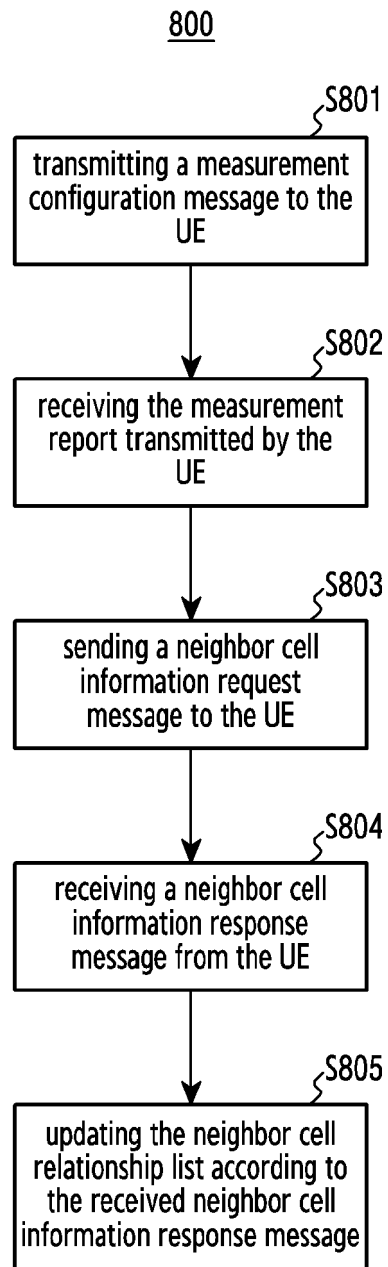 800
S801
transmitting a measurement
configuration message to the
UE
S802
receiving the measurement
report transmitted by the
UE
S803
sending a neighbor cell
information request
message to the UE
S804
receiving a neighbor cell
information response
message from the UE
S805
updating the neighbor cell
relationship list according to
the received neighbor cell
information response message